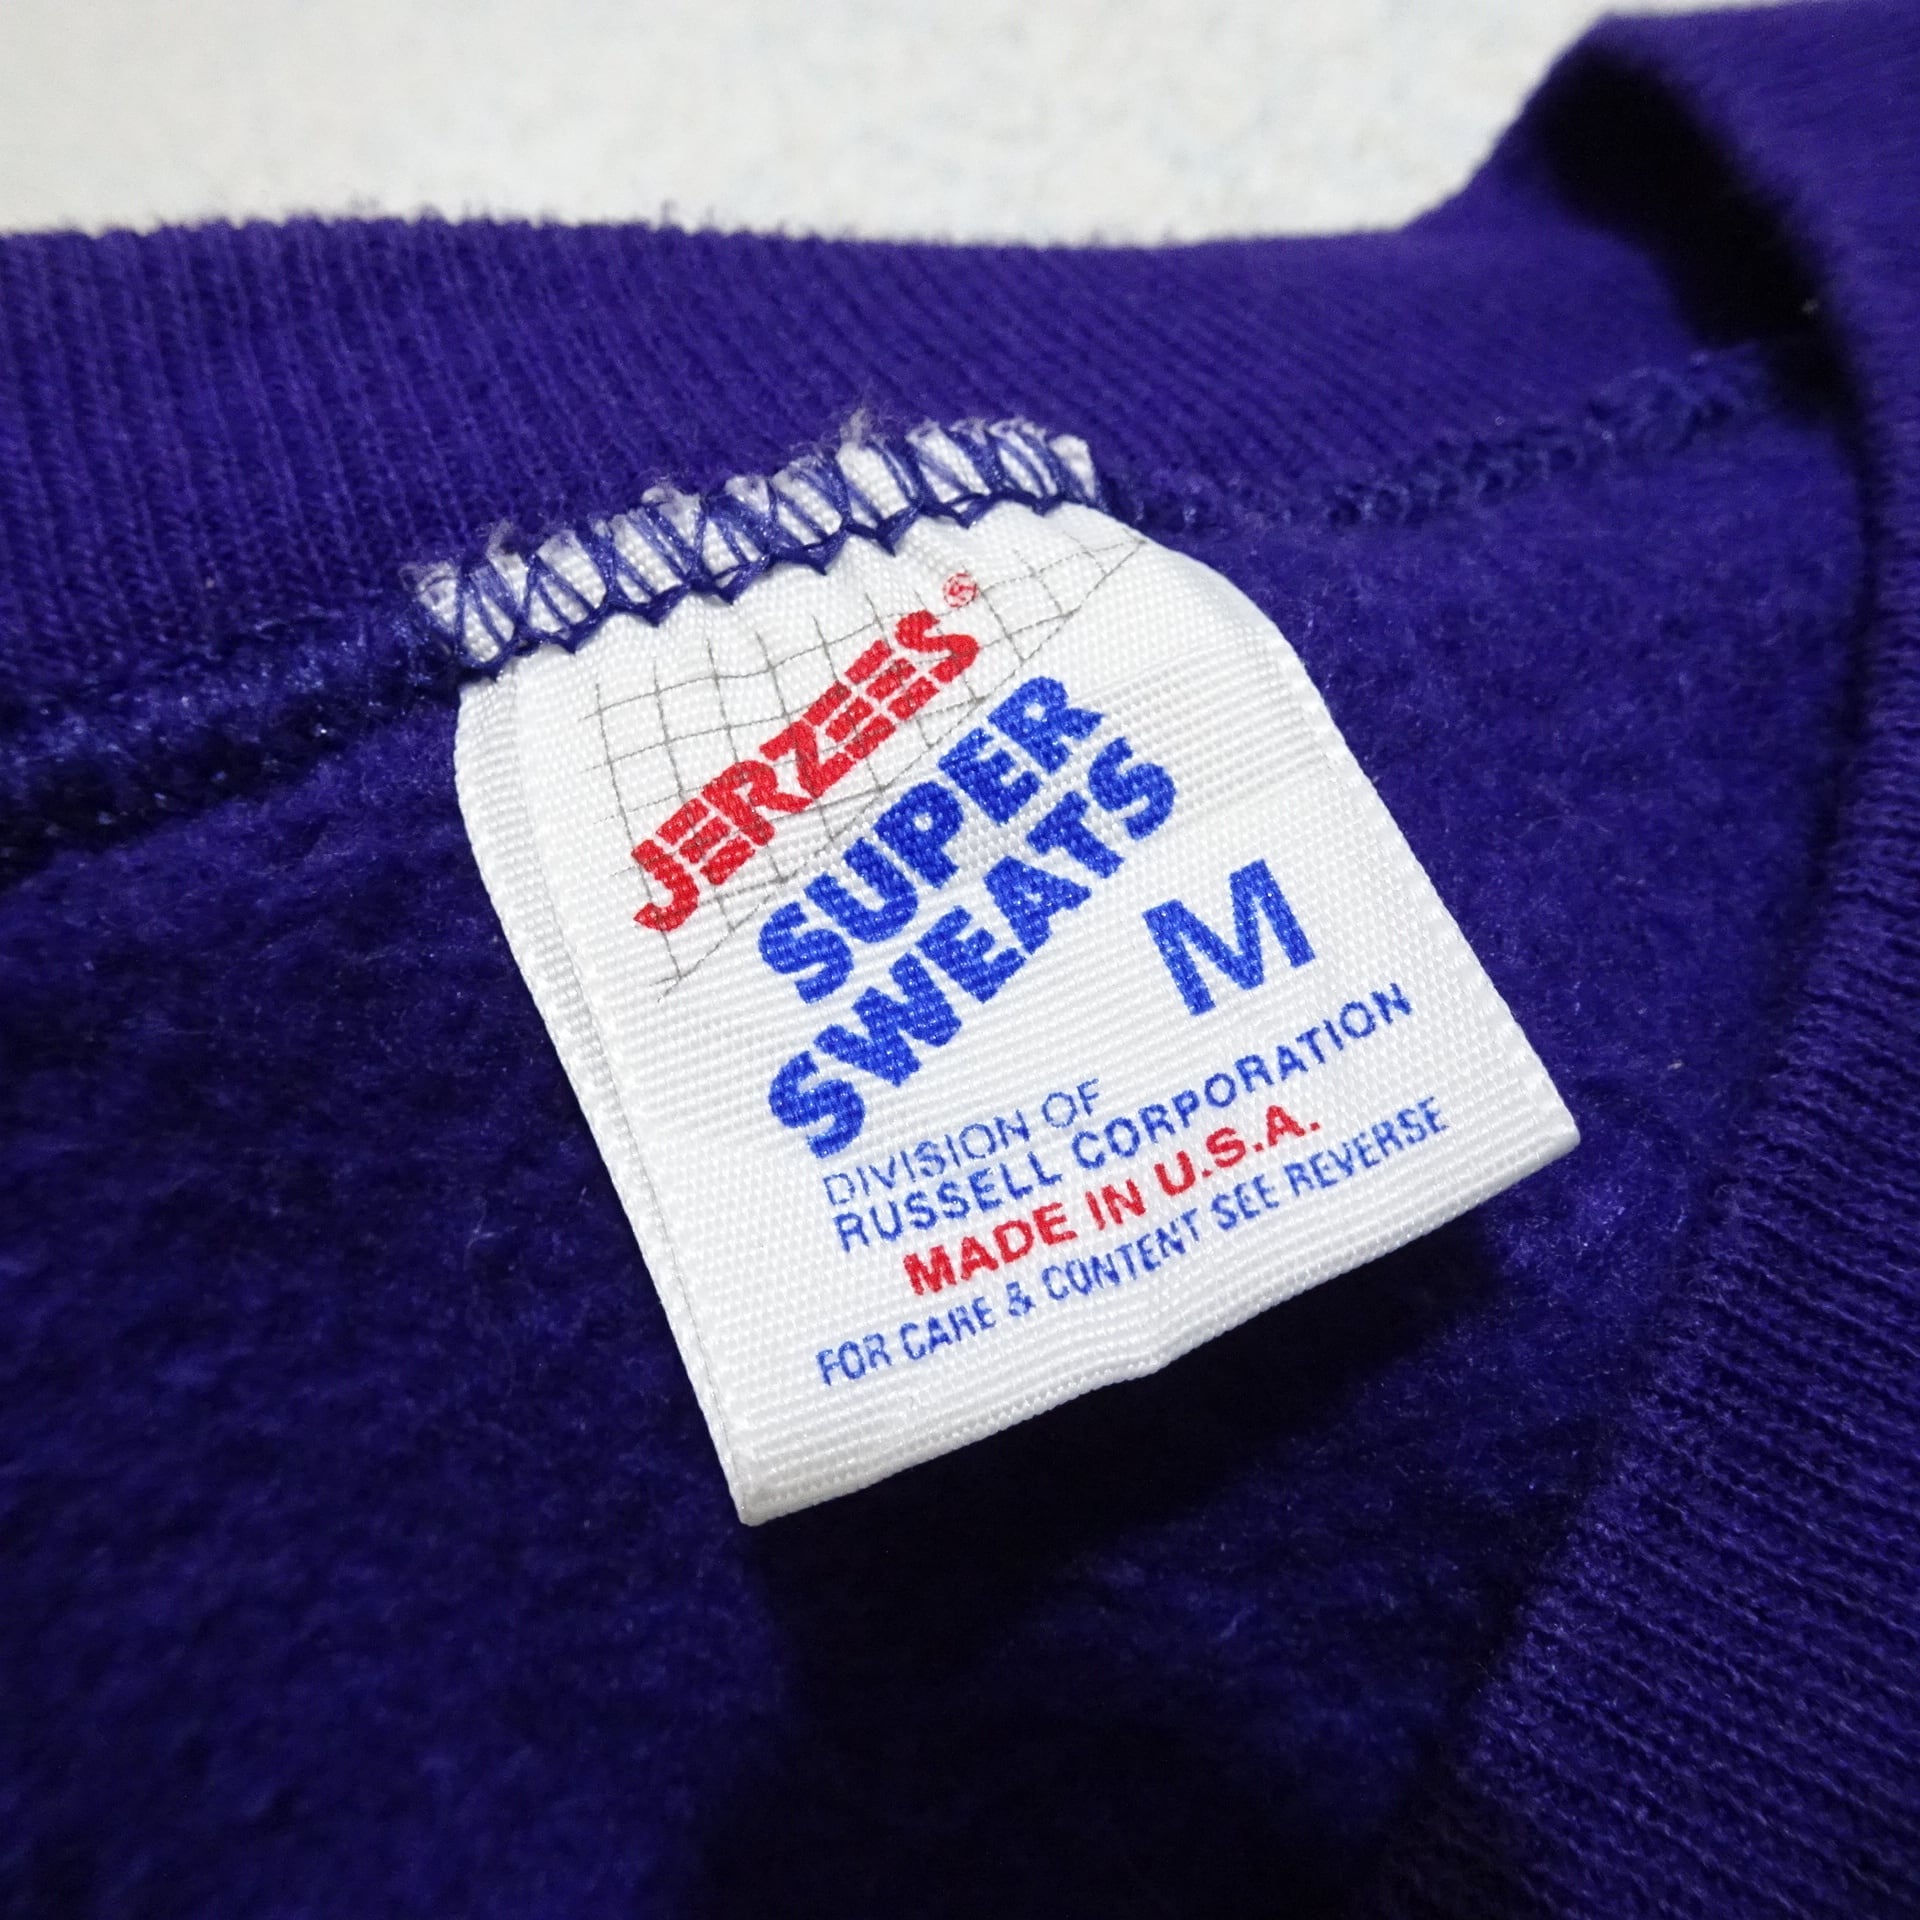 JERZEES®
SUPER
SWEATS
M
DIVISION OF
RUSSELL CORPORATION
MADE IN U.S.A.
FOR CARE & CONTENT SEE REVERSE